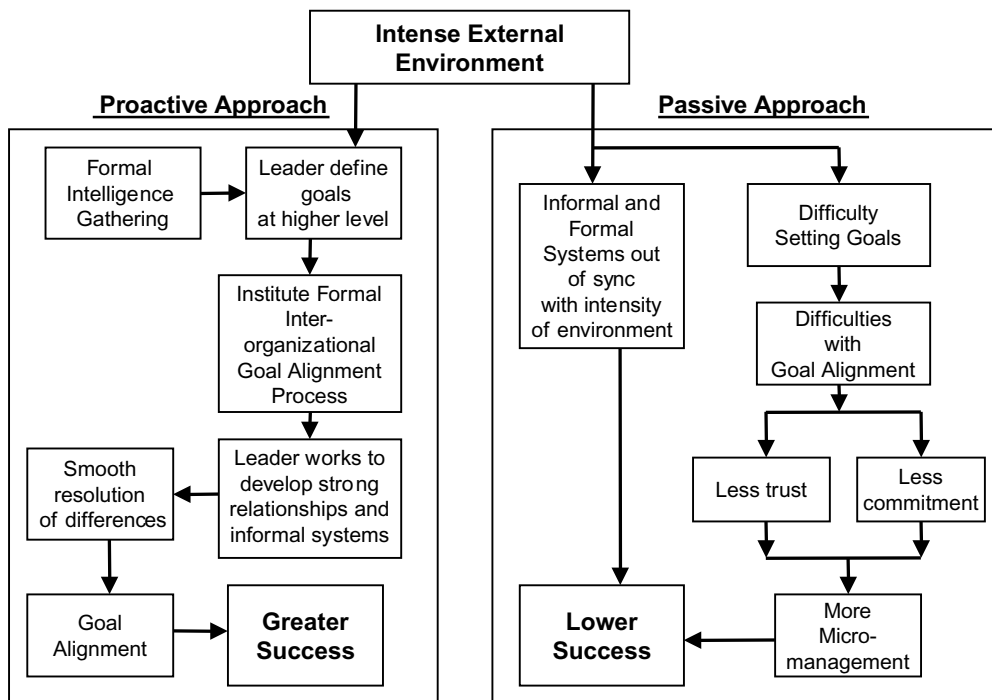 Intense External
Environment
Proactive Approach
Formal
Intelligence
Gathering
Leader define
goals
at higher level
Institute Formal
Inter-
organizational
Goal Alignment
Process
Leader works to
develop strong
relationships and
informal systems
Smooth
resolution
of differences
Goal
Alignment
Greater
Success
Passive Approach
Informal and
Formal
Systems out
of sync
with intensity
of environment
Difficulty
Setting Goals
Difficulties
with
Goal Alignment
Less trust
Less
commitment
More
Micro-
management
Lower
Success